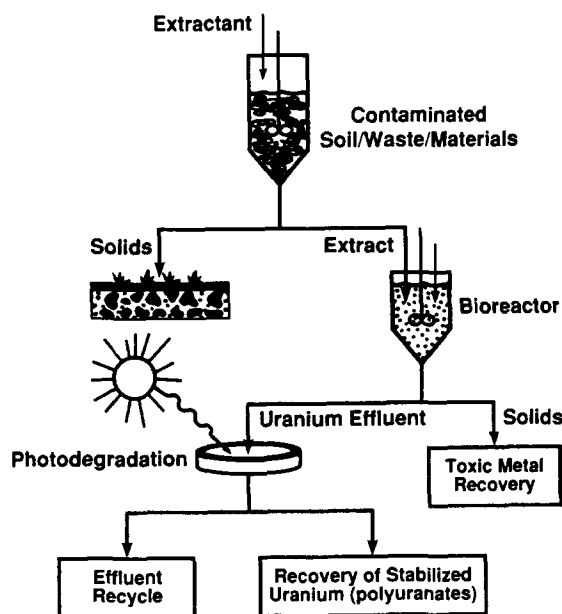 Extractant
Contaminated
Soil/Waste/Materials
Solids
Extract
Bioreactor
Uranium Effluent
Solids
Photodegradation
Toxic Metal
Recovery
Effluent
Recycle
Recovery of Stabilized
Uranium (polyuranates)